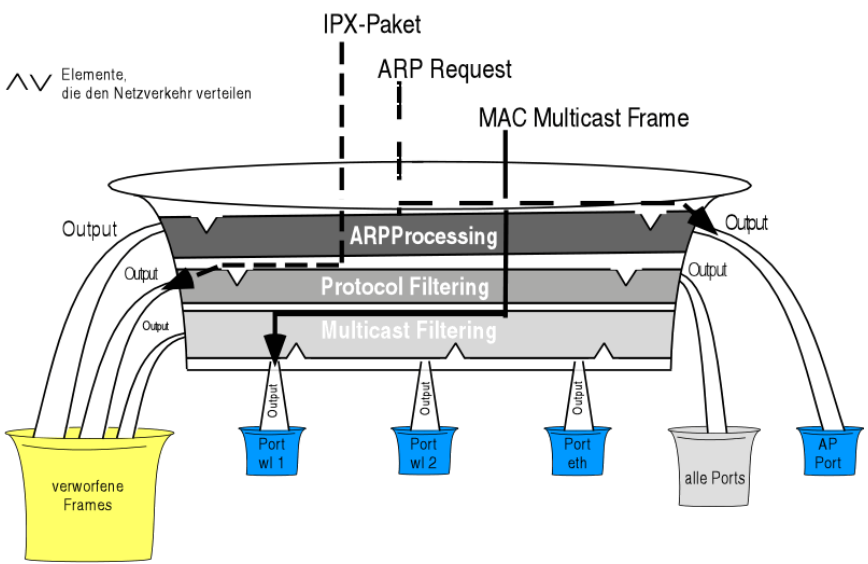 IPX-Paket
ARP Request
Elemente,
die den Netzverkehr verteilen
MAC Multicast Frame
Output
ARPProcessing
Output
Output
Protocol Filtering
Output
Output
Multicast Filtering
Output
Output
Output
Port
wl 1
Port
wl 2
Port
eth
alle Ports
AP
Port
verworfene
Frames